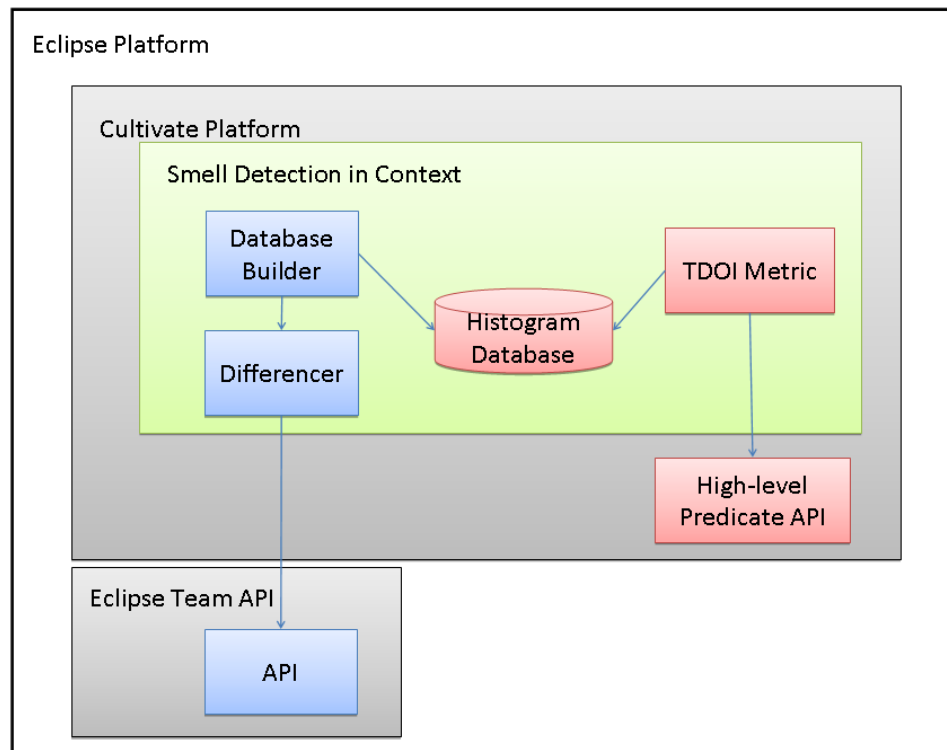 Eclipse Platform
Cultivate Platform
Smell Detection in Context
Database
Builder
TDOI Metric
Histogram
Database
Differencer
High-level
Predicate API
Eclipse Team API
API